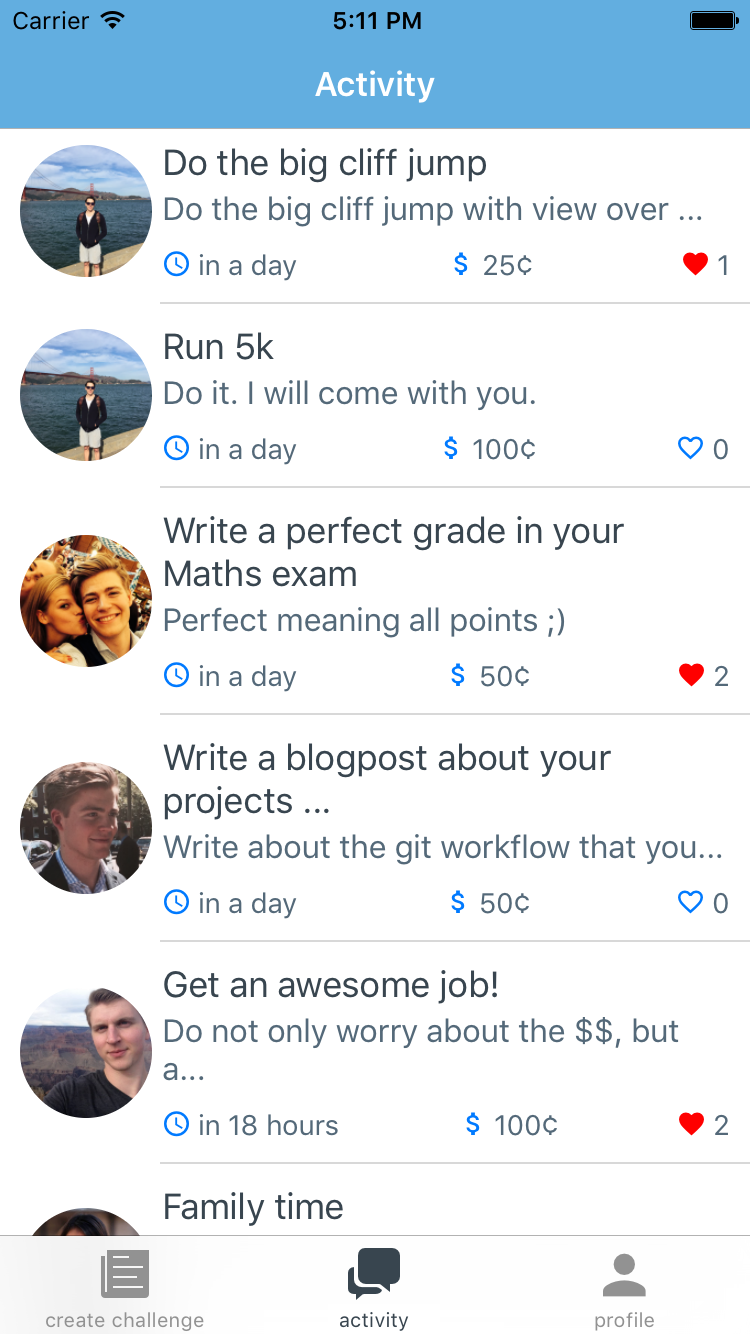 Carrier 5:11 PM
Activity
Do the big cliff jump
Do the big cliff jump with view over ...
in a day $ 25¢ 1
Run 5k
Do it. I will come with you.
in a day $ 100¢ 0
Write a perfect grade in your
Maths exam
Perfect meaning all points ;)
in a day $ 50¢ 2
Write a blogpost about your
projects ...
Write about the git workflow that you...
in a day $ 50¢ 0
Get an awesome job!
Do not only worry about the $$, but
a...
in 18 hours $ 100¢ 2
Family time
create challenge activity profile